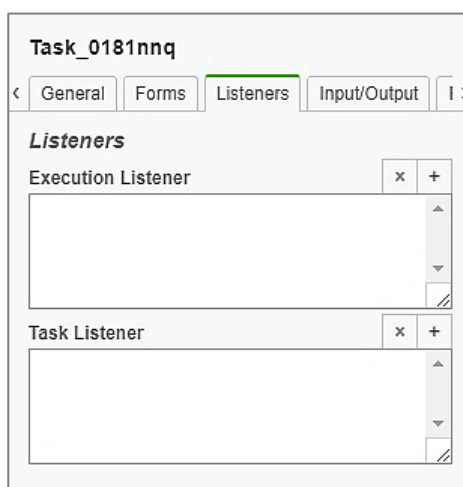 Task_0181nnq
General Forms Listeners Input/Output
Listeners
Execution Listener x +
Task Listener x +